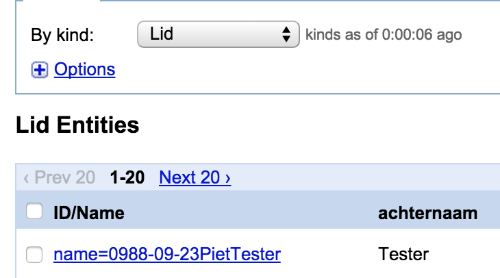 By kind: Lid kinds as of 0:00:06 ago
Options
Lid Entities
‹ Prev 20 1-20 Next 20 ›
ID/Name achternaam
name=0988-09-23PietTester Tester